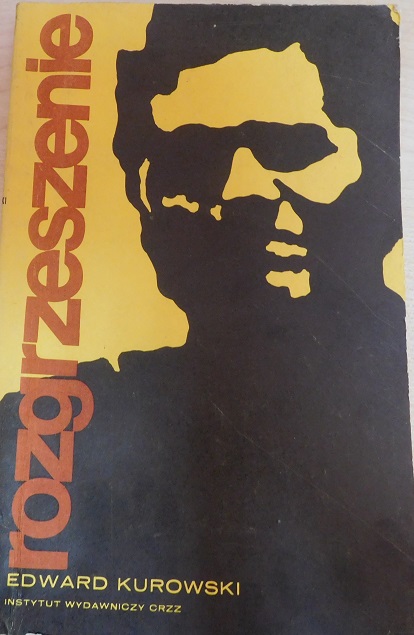 rozgrzeszenie
EDWARD KUROWSKI
INSTYTUT WYDAWNICZY CRZZ